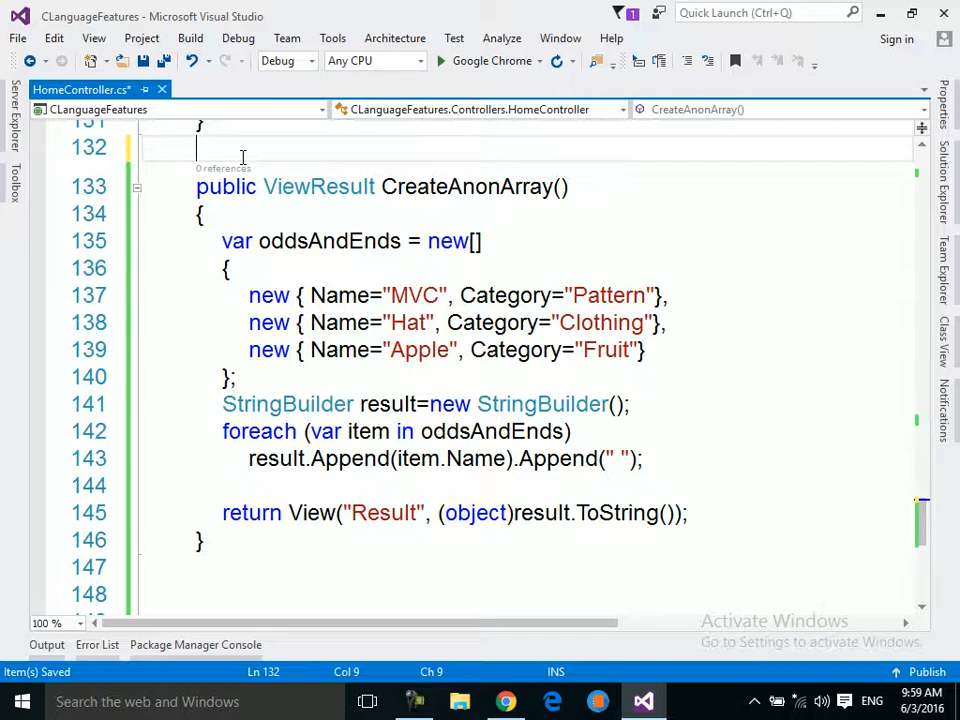 CLanguageFeatures - Microsoft Visual Studio
1
Quick Launch (Ctrl+Q)
File Edit View Project Build Debug Team Tools Architecture Test Analyze Window Help Sign in
Debug Any CPU Google Chrome
HomeController.cs*
CLanguageFeatures CLanguageFeatures.Controllers.HomeController CreateAnonArray()
Server Explorer
Toolbox
131 }
132
0 references
133 public ViewResult CreateAnonArray()
134 {
135 var oddsAndEnds = new[]
136 {
137 new { Name="MVC", Category="Pattern"},
138 new { Name="Hat", Category="Clothing"},
139 new { Name="Apple", Category="Fruit"}
140 };
141 StringBuilder result=new StringBuilder();
142 foreach (var item in oddsAndEnds)
143 result.Append(item.Name).Append(" ");
144
145 return View("Result", (object)result.ToString());
146 }
147
148
Properties
Solution Explorer
Team Explorer
Class View
Notifications
Activate Windows
Go to Settings to activate Windows.
100 %
Output Error List Package Manager Console
Item(s) Saved Ln 132 Col 9 Ch 9 INS Publish
Search the web and Windows
ENG
9:59 AM
6/3/2016